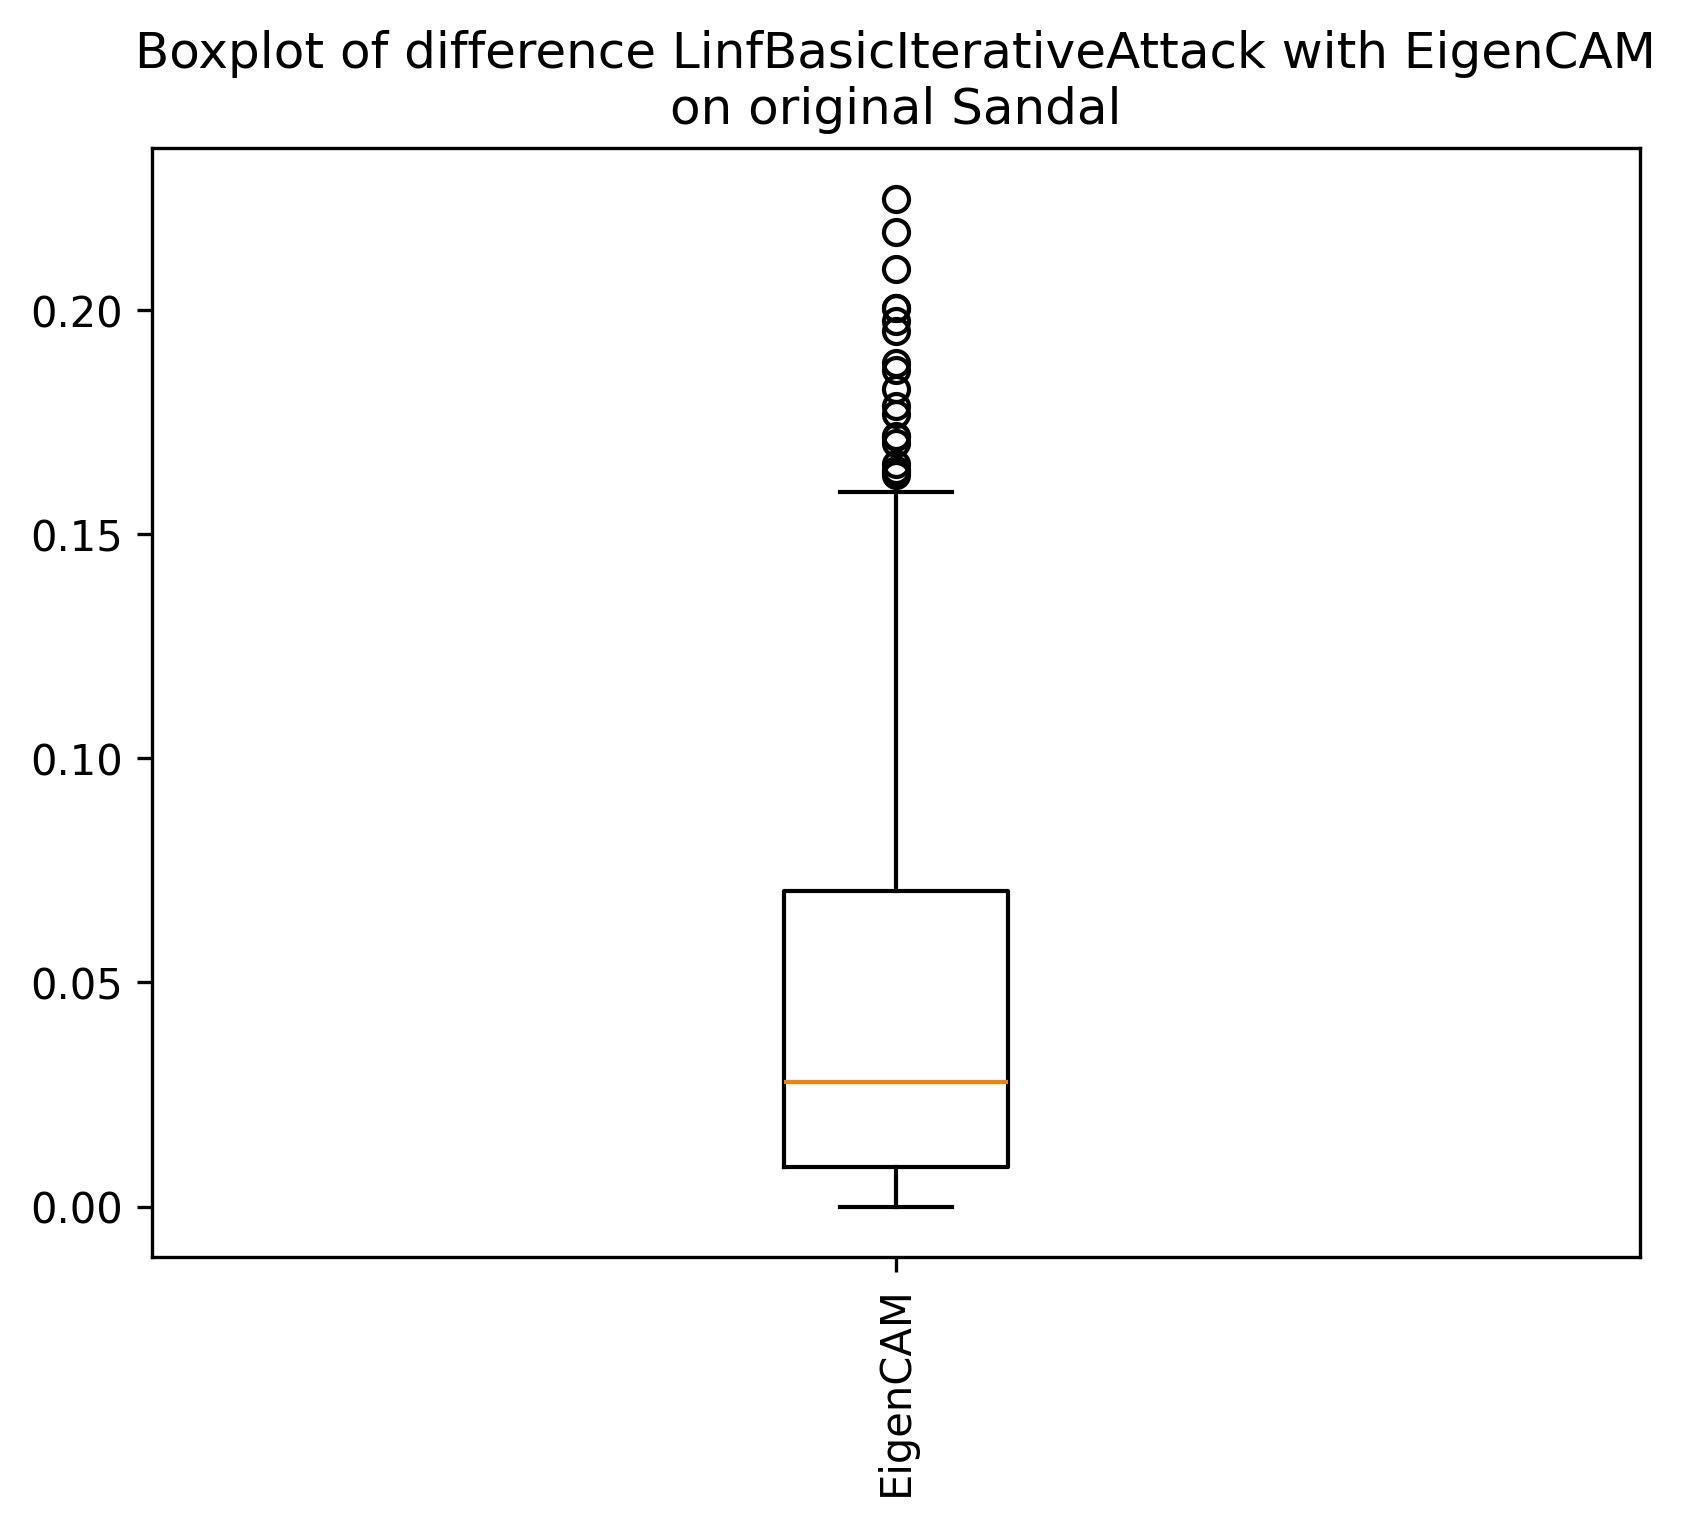 Boxplot of difference LinfBasicIterativeAttack with EigenCAM
on original Sandal
0.20
0.15
0.10
0.05
0.00
EigenCAM